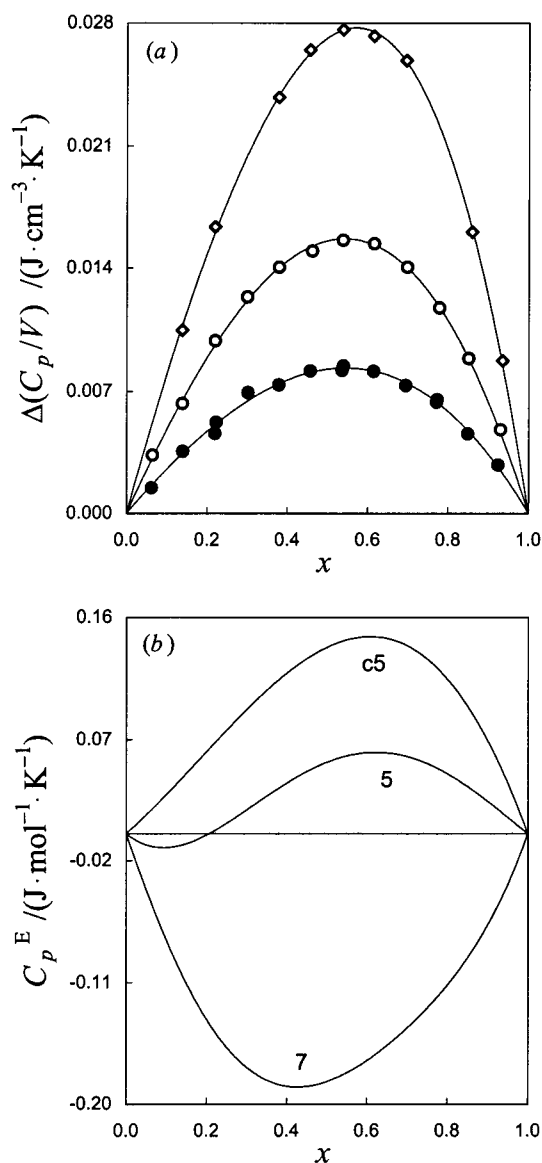 (a)
Δ(C_p/V) /(J·cm⁻³·K⁻¹)
0.028
0.021
0.014
0.007
0.000
0.0 0.2 0.4 0.6 0.8 1.0
x
(b)
C_p^E /(J·mol⁻¹·K⁻¹)
0.16
0.07
-0.02
-0.11
-0.20
c5
5
7
0.0 0.2 0.4 0.6 0.8 1.0
x